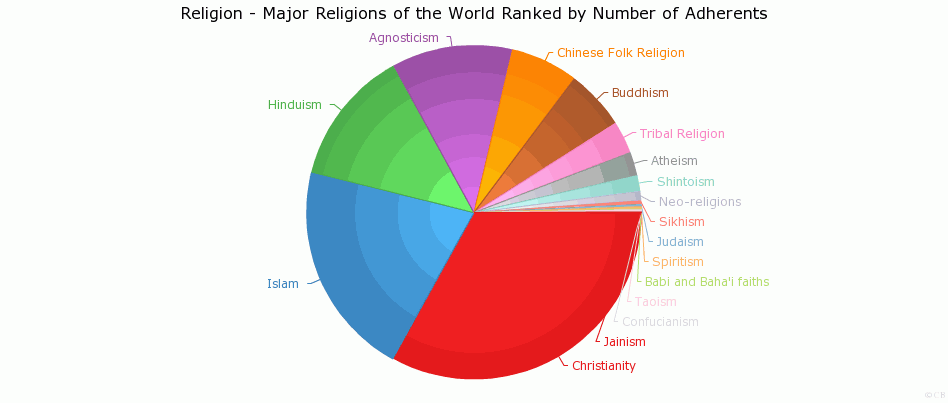 Religion - Major Religions of the World Ranked by Number of Adherents
Agnosticism
Chinese Folk Religion
Buddhism
Hinduism
Tribal Religion
Atheism
Shintoism
Neo-religions
Sikhism
Judaism
Spiritism
Islam
Babi and Baha'i faiths
Taoism
Confucianism
Jainism
Christianity
© CB